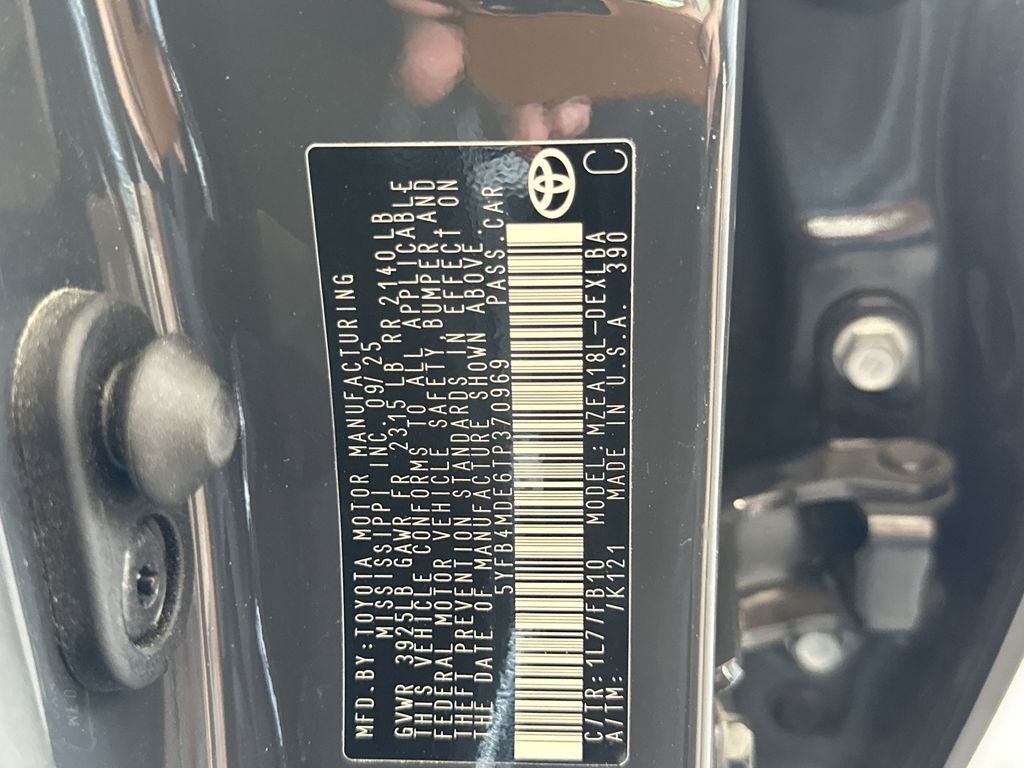 MFD.BY:TOYOTA MOTOR MANUFACTURING
MISSISSIPPI INC.09/25
GVWR 3925LB GAWR FR 2315 LB RR 2140LB
THIS VEHICLE CONFORMS TO ALL APPLICABLE
FEDERAL MOTOR VEHICLE SAFETY, BUMPER AND
THEFT PREVENTION STANDARDS IN EFFECT ON
THE DATE OF MANUFACTURE SHOWN ABOVE.
5YFB4MDE6TP370969 PASS.CAR
C/TR: 1L7/FB10 MODEL: MZEA18L-DEXLBA
A/TM: /K121 MADE IN U.S.A. 390
C